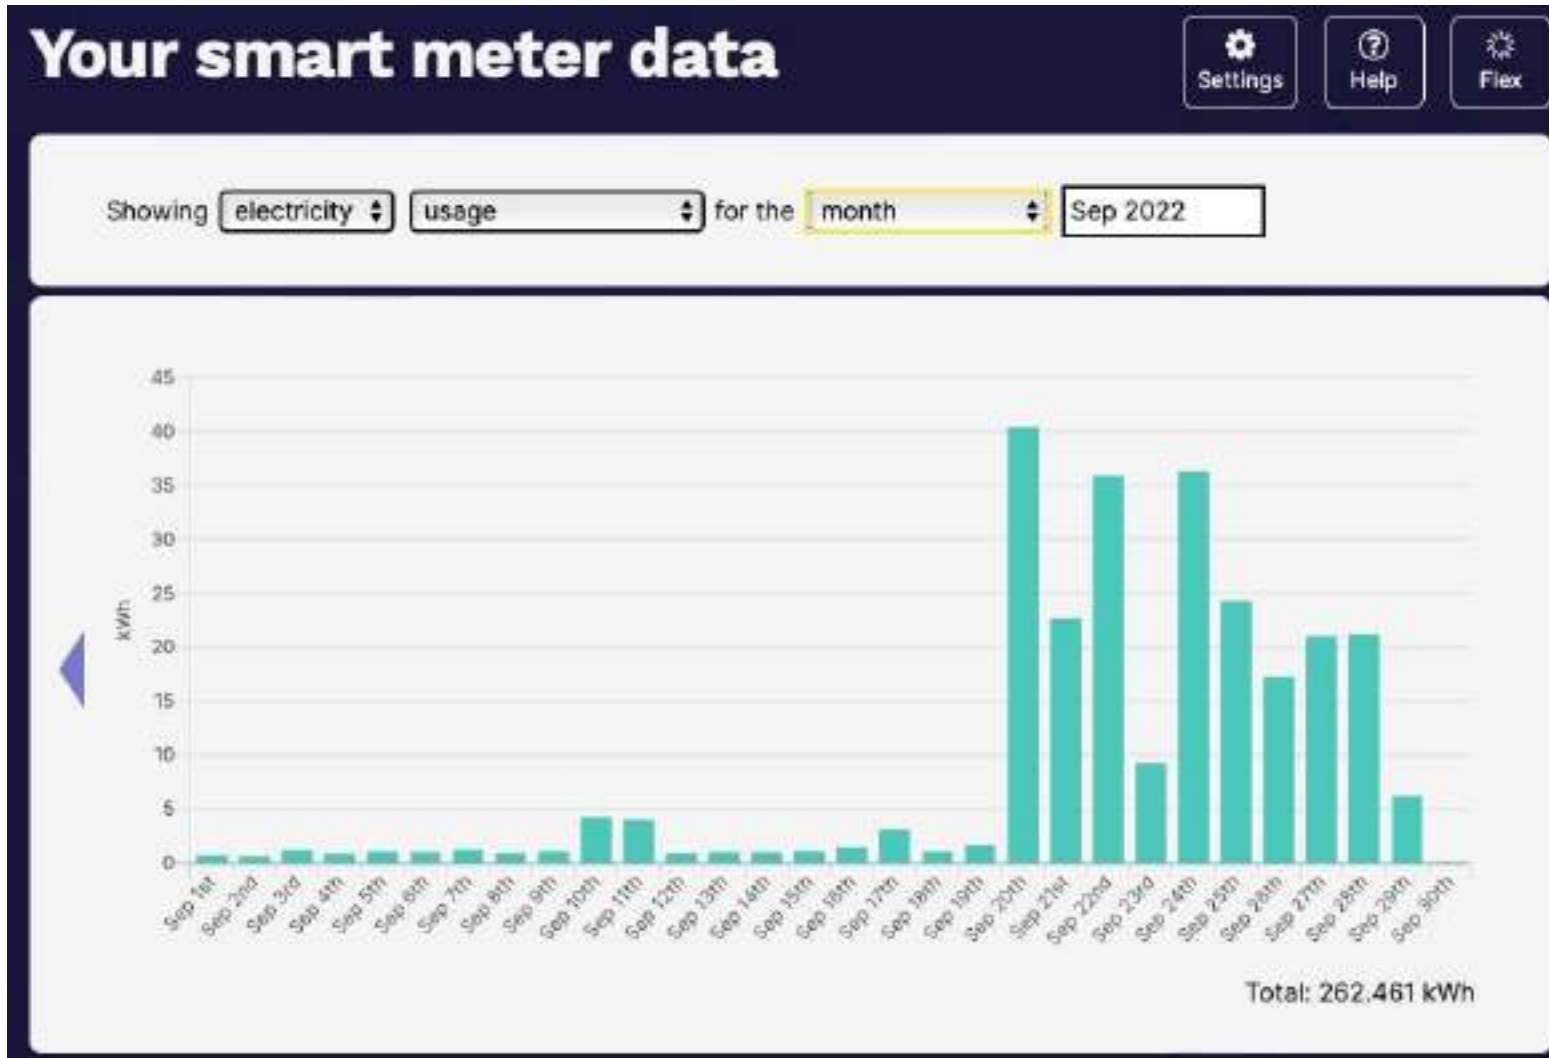 Your smart meter data
Settings
Help
Flex
Showing electricity usage for the month Sep 2022
45
40
35
30
25
20
15
10
5
0
kWh
Sep 1st
Sep 2nd
Sep 3rd
Sep 4th
Sep 5th
Sep 6th
Sep 7th
Sep 8th
Sep 9th
Sep 10th
Sep 11th
Sep 12th
Sep 13th
Sep 14th
Sep 15th
Sep 16th
Sep 17th
Sep 18th
Sep 19th
Sep 20th
Sep 21st
Sep 22nd
Sep 23rd
Sep 24th
Sep 25th
Sep 26th
Sep 27th
Sep 28th
Sep 29th
Sep 30th
Total: 262.461 kWh